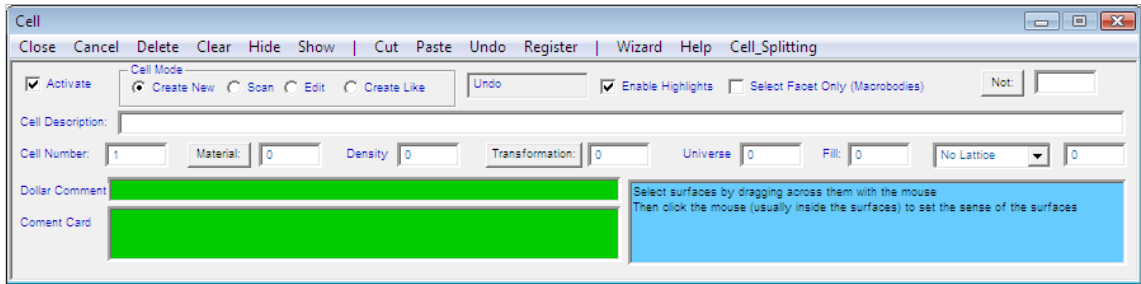 Cell
Close Cancel Delete Clear Hide Show | Cut Paste Undo Register | Wizard Help Cell_Splitting
Activate Cell Mode Create New Scan Edit Create Like Undo Enable Highlights Select Facet Only (Macrobodies) Not:
Cell Description:
Cell Number: 1 Material: 0 Density 0 Transformation: 0 Universe 0 Fill: 0 No Lattice 0
Dollar Comment
Select surfaces by dragging across them with the mouse
Then click the mouse (usually inside the surfaces) to set the sense of the surfaces
Coment Card